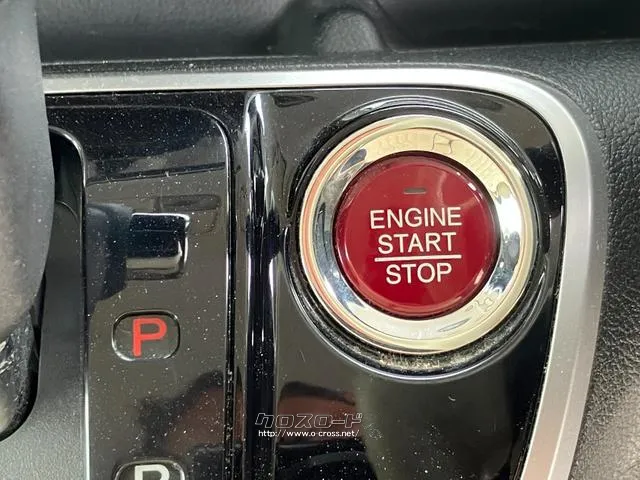 ENGINE
START
STOP
P
R
クロスロード
http://www.o-cross.net/